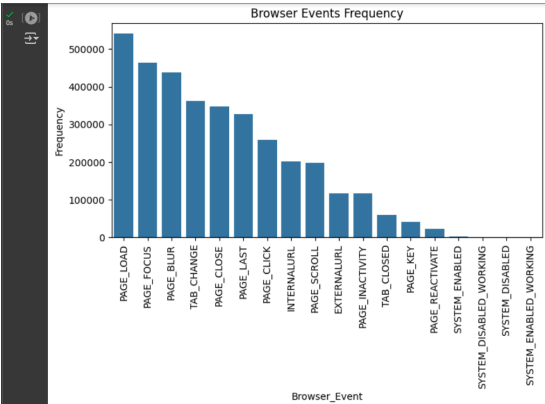 Browser Events Frequency
0s
500000
400000
300000
200000
100000
0
Frequency
PAGE_LOAD
PAGE_FOCUS
PAGE_BLUR
TAB_CHANGE
PAGE_CLOSE
PAGE_LAST
PAGE_CLICK
INTERNALURL
PAGE_SCROLL
EXTERNALURL
PAGE_INACTIVITY
TAB_CLOSED
PAGE_KEY
PAGE_REACTIVATE
SYSTEM_ENABLED
SYSTEM_DISABLED_WORKING
SYSTEM_DISABLED
SYSTEM_ENABLED_WORKING
Browser_Event